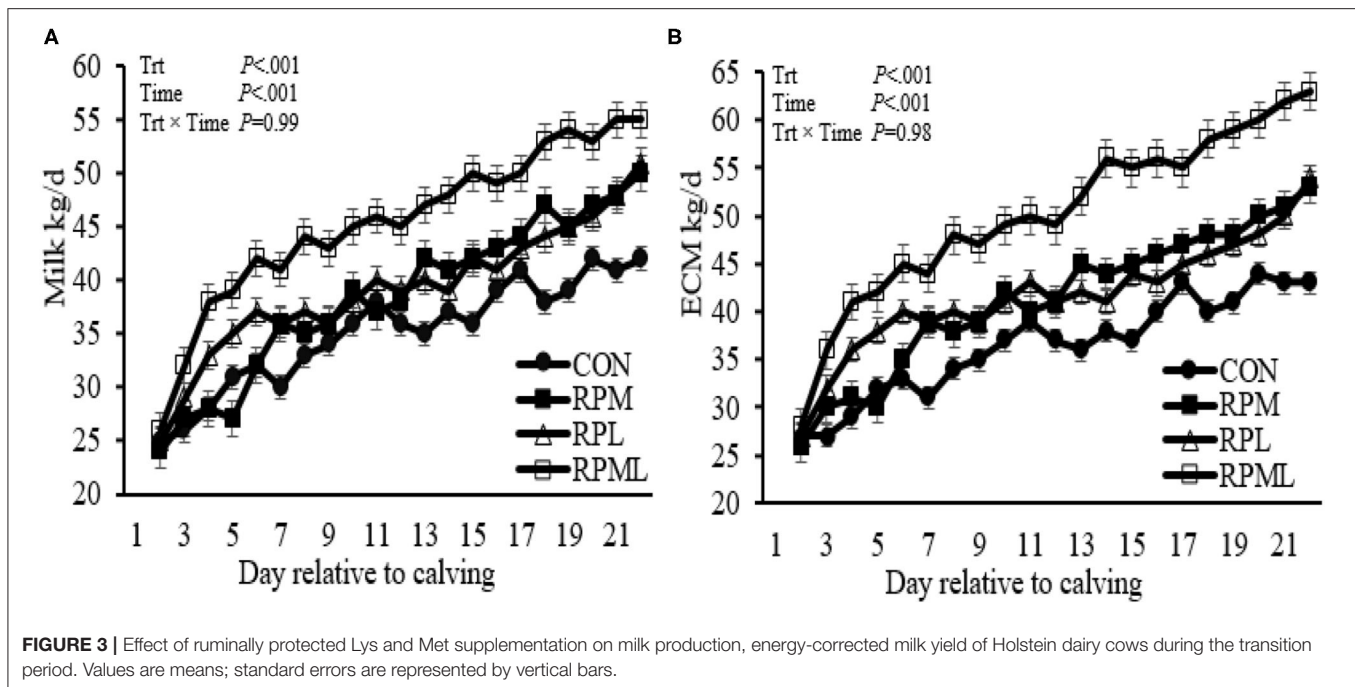 A
Trt P<.001
Time P<.001
Trt × Time P=0.99
Milk kg/d
60
55
50
45
40
35
30
25
20
CON
RPM
RPL
RPML
1 3 5 7 9 11 13 15 17 19 21
Day relative to calving
B
Trt P<.001
Time P<.001
Trt × Time P=0.98
ECM kg/d
65
60
55
50
45
40
35
30
25
20
CON
RPM
RPL
RPML
1 3 5 7 9 11 13 15 17 19 21
Day relative to calving
FIGURE 3 | Effect of ruminally protected Lys and Met supplementation on milk production, energy-corrected milk yield of Holstein dairy cows during the transition
period. Values are means; standard errors are represented by vertical bars.